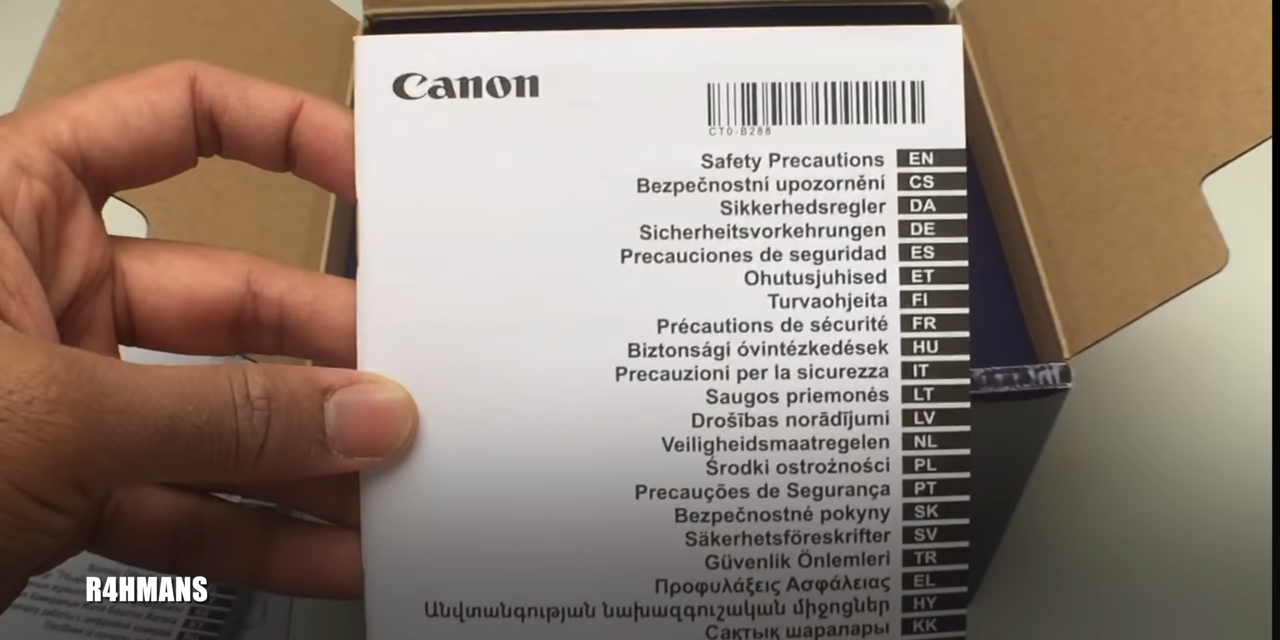 Canon
CT0-B288
Safety Precautions EN
Bezpečnostní upozornění CS
Sikkerhedsregler DA
Sicherheitsvorkehrungen DE
Precauciones de seguridad ES
Ohutusjuhised ET
Turvaohjeita FI
Précautions de sécurité FR
Biztonsági óvintézkedések HU
Precauzioni per la sicurezza IT
Saugos priemonės LT
Drošības norādījumi LV
Veiligheidsmaatregelen NL
Środki ostrożności PL
Precauções de Segurança PT
Bezpečnostné pokyny SK
Säkerhetsföreskrifter SV
Güvenlik Önlemleri TR
Προφυλάξεις Ασφάλειας EL
Անվտանգության նախազգուշական միջոցներ HY
Сақтық шаралары KK
R4HMANS